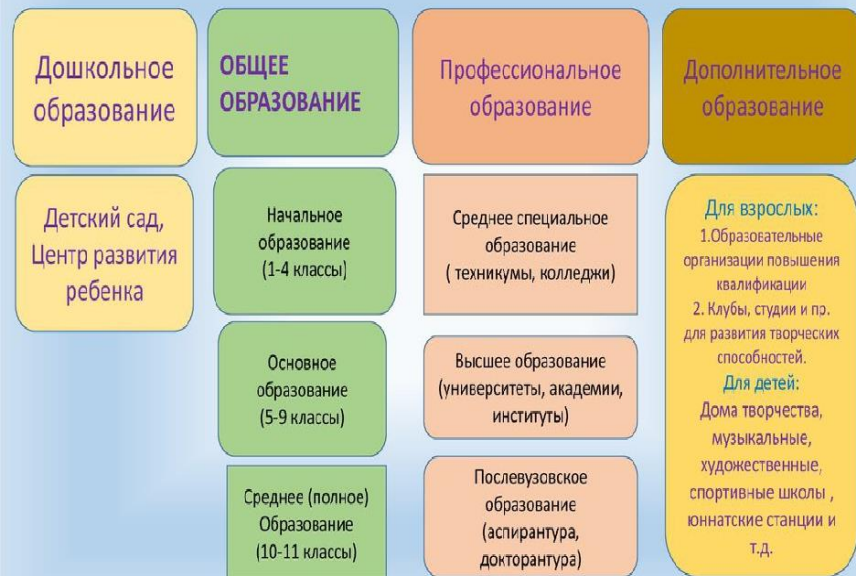 Дошкольное
образование
Детский сад,
Центр развития
ребенка
ОБЩЕЕ
ОБРАЗОВАНИЕ
Начальное
образование
(1-4 классы)
Основное
образование
(5-9 классы)
Среднее (полное)
Образование
(10-11 классы)
Профессиональное
образование
Среднее специальное
образование
( техникумы, колледжи)
Высшее образование
(университеты, академии,
институты)
Послевузовское
образование
(аспирантура,
докторантура)
Дополнительное
образование
Для взрослых:
1.Образовательные
организации повышения
квалификации
2. Клубы, студии и пр.
для развития творческих
способностей.
Для детей:
Дома творчества,
музыкальные,
художественные,
спортивные школы ,
юннатские станции и
т.д.